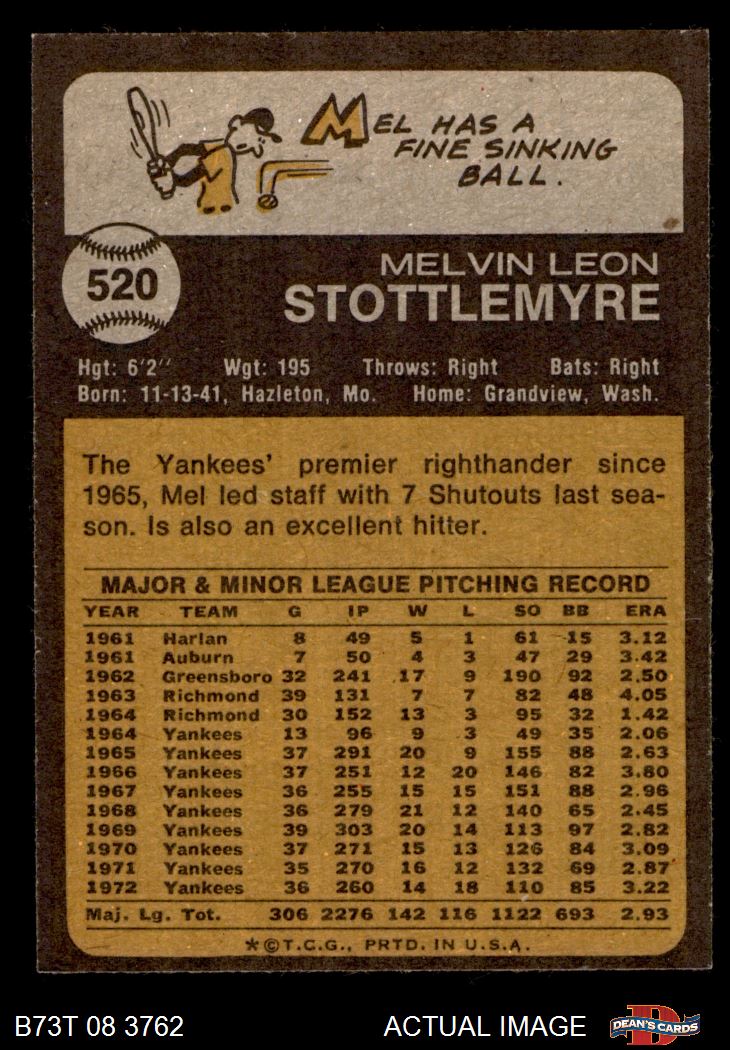 MEL HAS A
FINE SINKING
BALL.
520
MELVIN LEON
STOTTLEMYRE
Hgt: 6'2" Wgt: 195 Throws: Right Bats: Right
Born: 11-13-41, Hazleton, Mo. Home: Grandview, Wash.
The Yankees' premier righthander since
1965, Mel led staff with 7 Shutouts last sea-
son. Is also an excellent hitter.
MAJOR & MINOR LEAGUE PITCHING RECORD
YEAR TEAM G IP W L SO BB ERA
1961 Harlan 8 49 5 1 61 15 3.12
1961 Auburn 7 50 4 3 47 29 3.42
1962 Greensboro 32 241 17 9 190 92 2.50
1963 Richmond 39 131 7 7 82 48 4.05
1964 Richmond 30 152 13 3 95 32 1.42
1964 Yankees 13 96 9 3 49 35 2.06
1965 Yankees 37 291 20 9 155 88 2.63
1966 Yankees 37 251 12 20 146 82 3.80
1967 Yankees 36 255 15 15 151 88 2.96
1968 Yankees 36 279 21 12 140 65 2.45
1969 Yankees 39 303 20 14 113 97 2.82
1970 Yankees 37 271 15 13 126 84 3.09
1971 Yankees 35 270 16 12 132 69 2.87
1972 Yankees 36 260 14 18 110 85 3.22
Maj. Lg. Tot. 306 2276 142 116 1122 693 2.93
*©T.C.G., PRTD. IN U.S.A.
B73T 08 3762 ACTUAL IMAGE DEAN'S CARDS